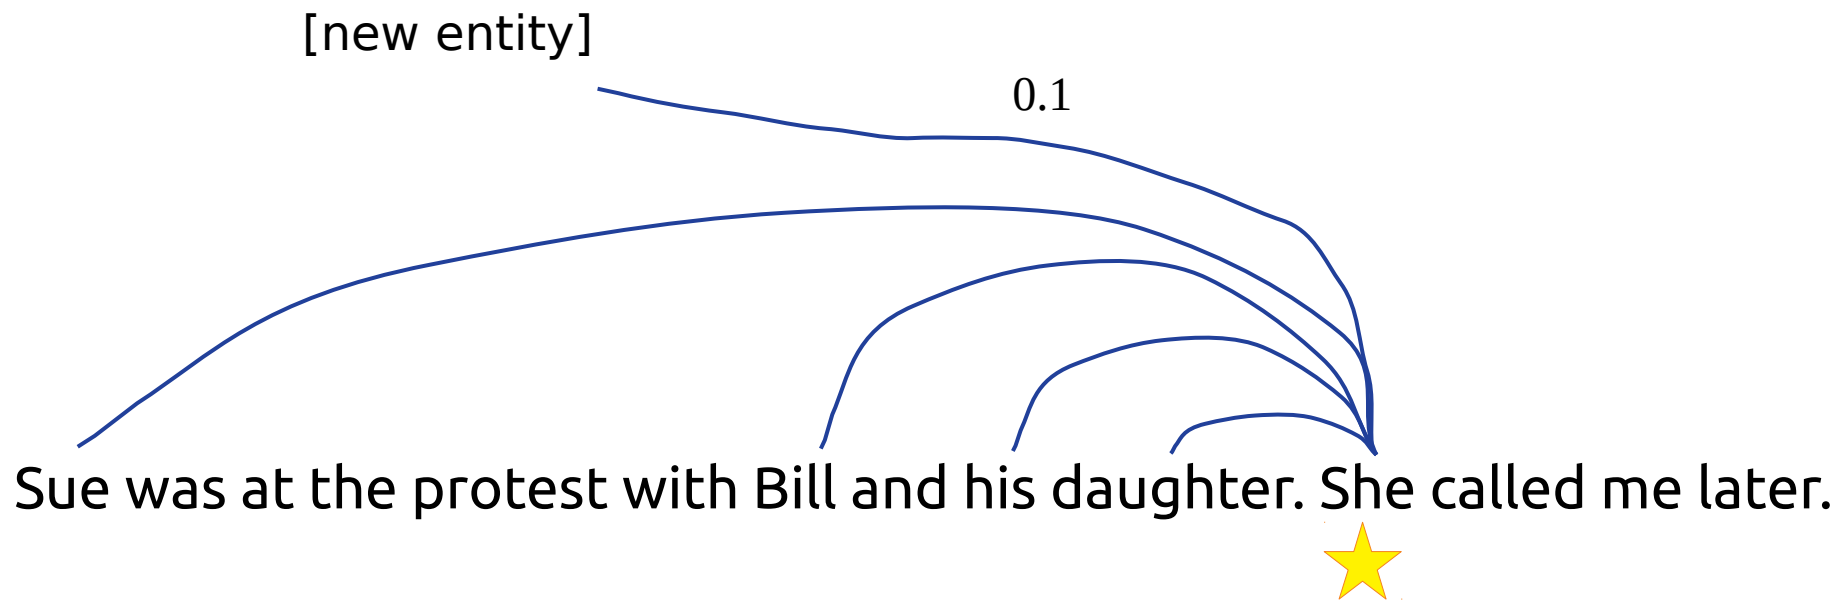 [new entity]
0.1
Sue was at the protest with Bill and his daughter. She called me later.